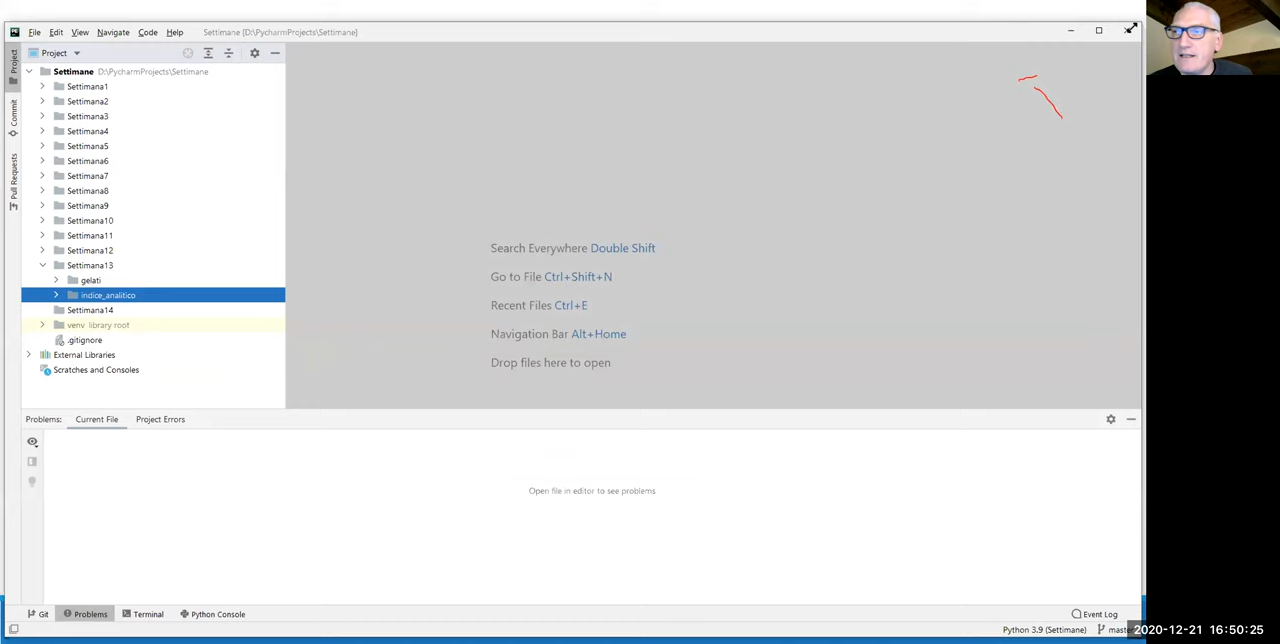 File Edit View Navigate Code Help Settimane [D:\PycharmProjects\Settimane]
Project
Project
Commit
Pull Requests
Settimane D:\PycharmProjects\Settimane
Settimana1
Settimana2
Settimana3
Settimana4
Settimana5
Settimana6
Settimana7
Settimana8
Settimana9
Settimana10
Settimana11
Settimana12
Settimana13
gelati
indice_analitico
Settimana14
venv library root
.gitignore
External Libraries
Scratches and Consoles
Search Everywhere Double Shift
Go to File Ctrl+Shift+N
Recent Files Ctrl+E
Navigation Bar Alt+Home
Drop files here to open
Problems: Current File Project Errors
Open file in editor to see problems
Git Problems Terminal Python Console Event Log
Python 3.9 (Settimane) 2020-12-21 16:50:25